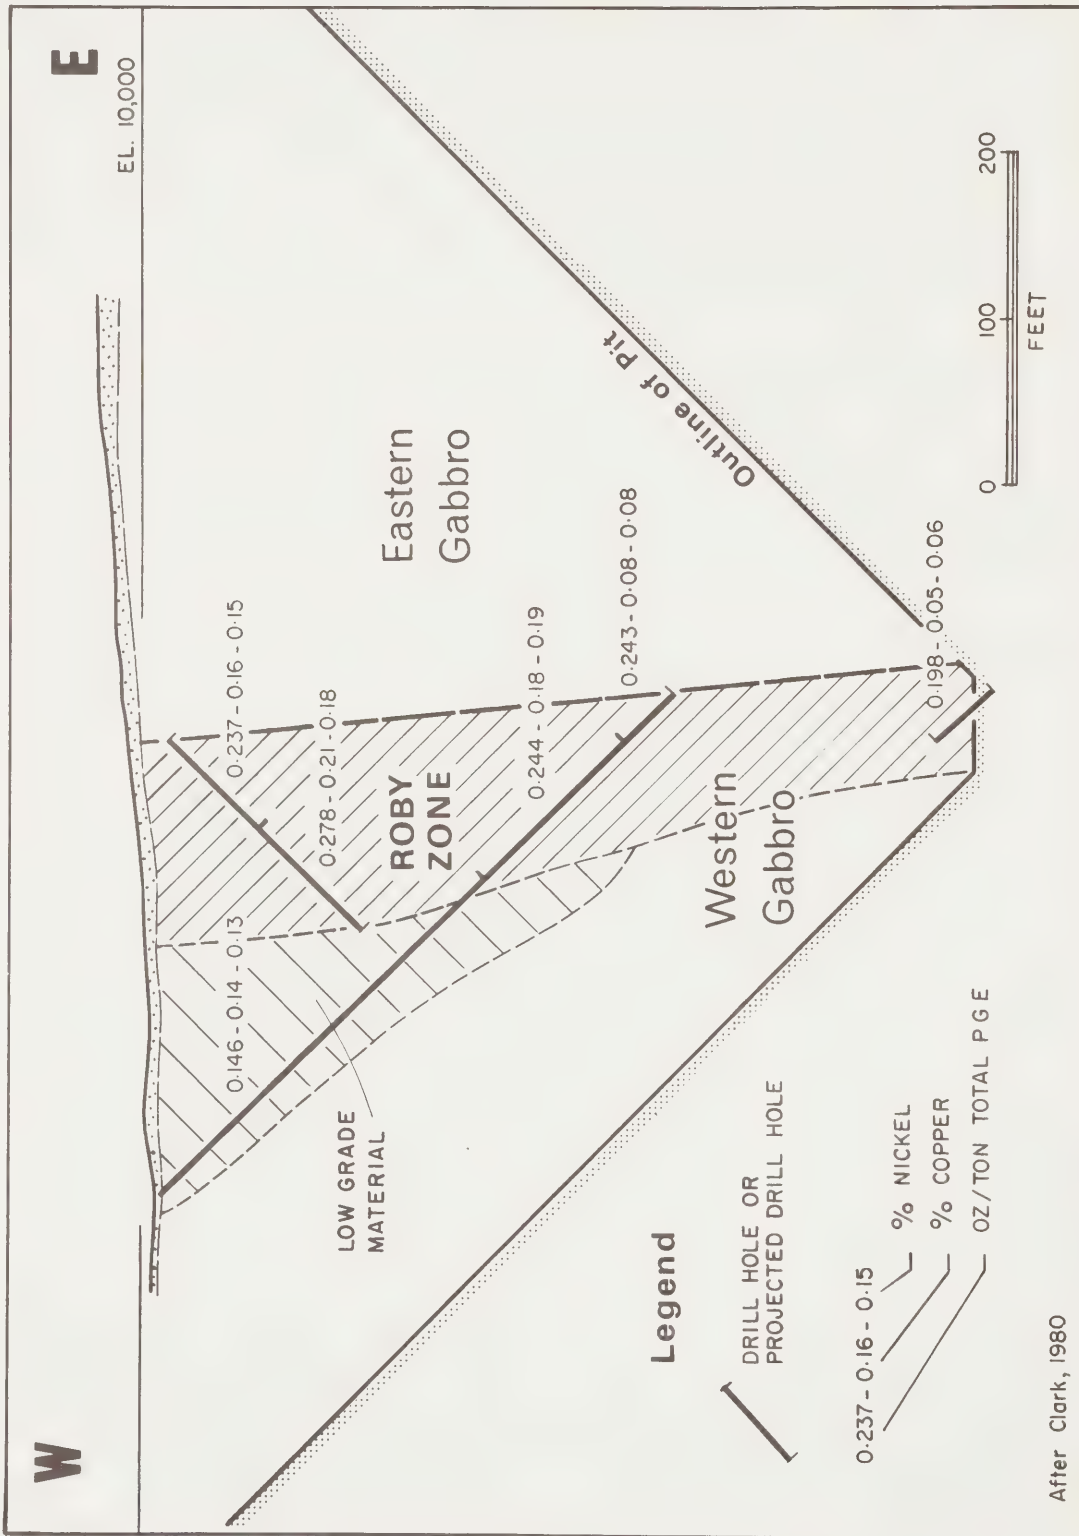 W
E
EL. 10,000
0·146 - 0·14 - 0·13
0·237 - 0·16 - 0·15
0·278 - 0·21 - 0·18
LOW GRADE
MATERIAL
ROBY
ZONE
Eastern
Gabbro
0·244 - 0·18 - 0·19
0·243 - 0·08 - 0·08
Outline of Pit
Western
Gabbro
0·198 - 0·05 - 0·06
Legend
DRILL HOLE OR
PROJECTED DRILL HOLE
0·237 - 0·16 - 0·15
% NICKEL
% COPPER
OZ/TON TOTAL PGE
0 100 200
FEET
After Clark, 1980